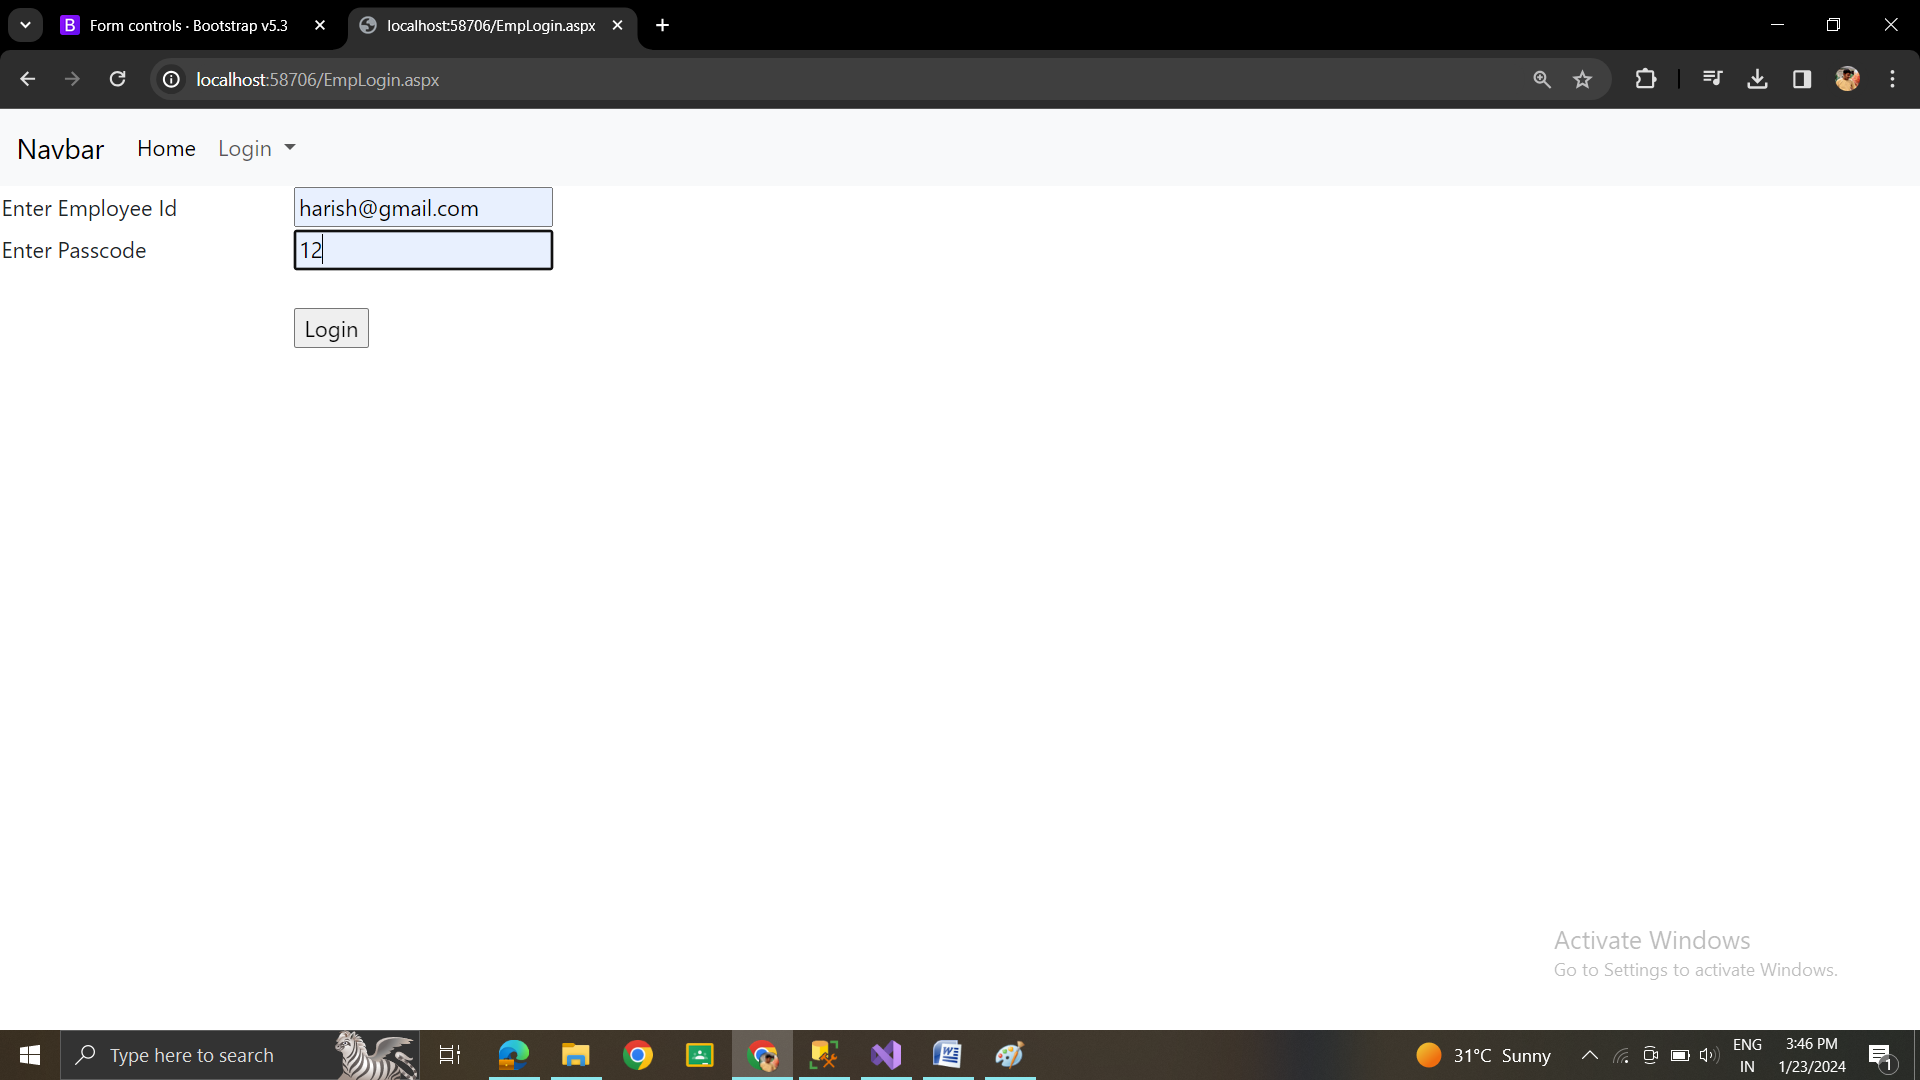 Form controls · Bootstrap v5.3
localhost:58706/EmpLogin.aspx
localhost:58706/EmpLogin.aspx
Navbar Home Login
Enter Employee Id harish@gmail.com
Enter Passcode 12
Login
Activate Windows
Go to Settings to activate Windows.
Type here to search
31°C Sunny
ENG
IN
3:46 PM
1/23/2024
1